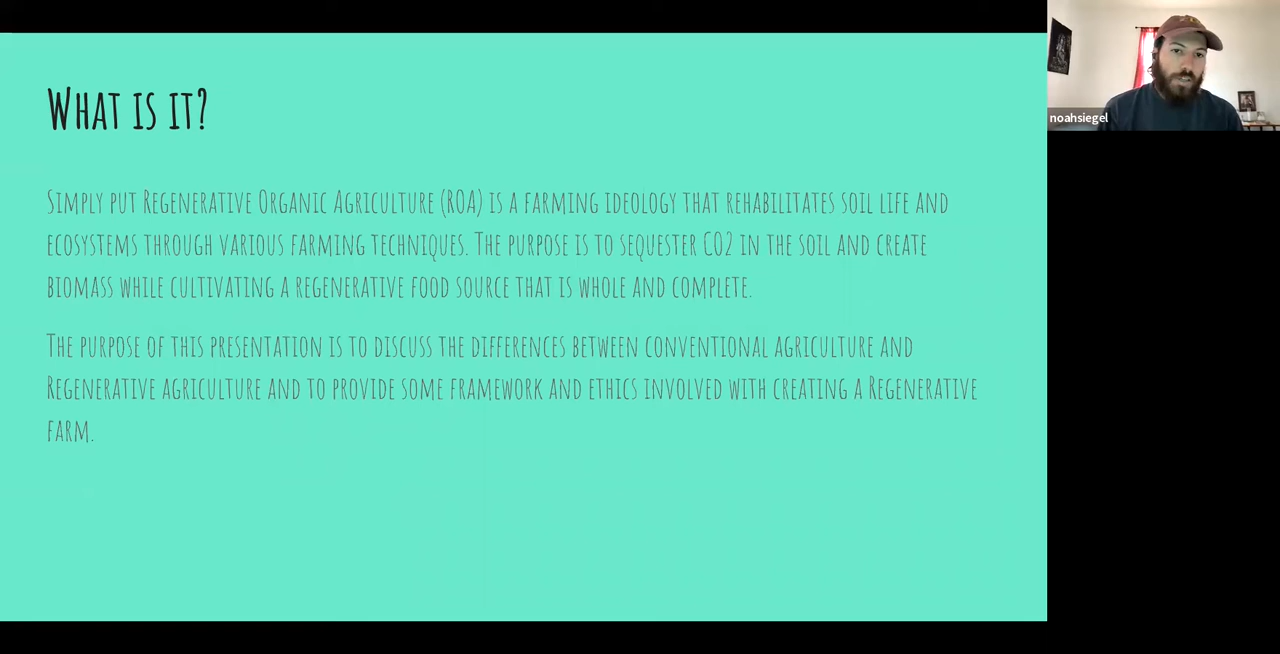 What is it?
Simply put Regenerative Organic Agriculture (ROA) is a farming ideology that rehabilitates soil life and
ecosystems through various farming techniques. The purpose is to sequester CO2 in the soil and create
biomass while cultivating a regenerative food source that is whole and complete.
The purpose of this presentation is to discuss the differences between conventional agriculture and
Regenerative agriculture and to provide some framework and ethics involved with creating a Regenerative
farm.
noahsiegel